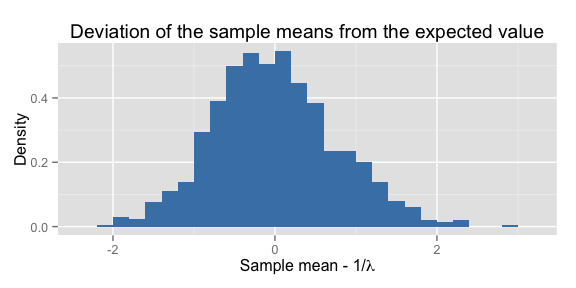 Deviation of the sample means from the expected value
Density
0.4
0.2
0.0
-2
0
2
Sample mean - 1/λ